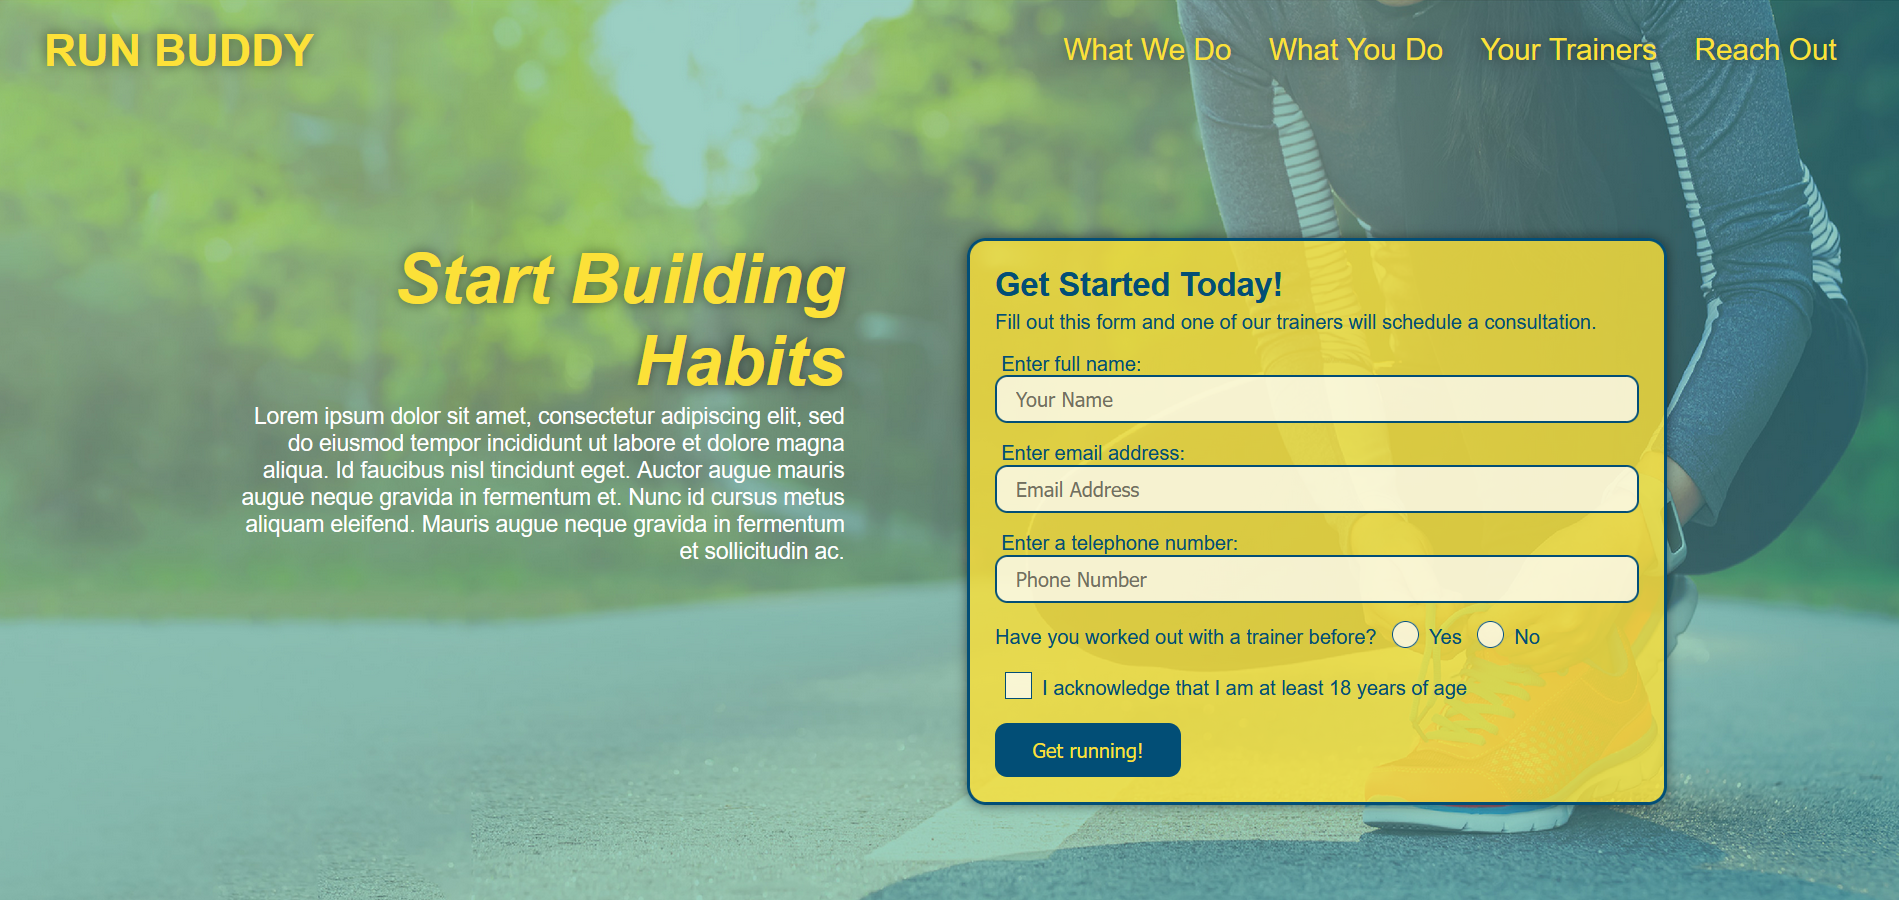 RUN BUDDY
What We Do What You Do Your Trainers Reach Out
Start Building
Habits
Lorem ipsum dolor sit amet, consectetur adipiscing elit, sed
do eiusmod tempor incididunt ut labore et dolore magna
aliqua. Id faucibus nisl tincidunt eget. Auctor augue mauris
augue neque gravida in fermentum et. Nunc id cursus metus
aliquam eleifend. Mauris augue neque gravida in fermentum
et sollicitudin ac.
Get Started Today!
Fill out this form and one of our trainers will schedule a consultation.
Enter full name:
Your Name
Enter email address:
Email Address
Enter a telephone number:
Phone Number
Have you worked out with a trainer before? Yes No
I acknowledge that I am at least 18 years of age
Get running!